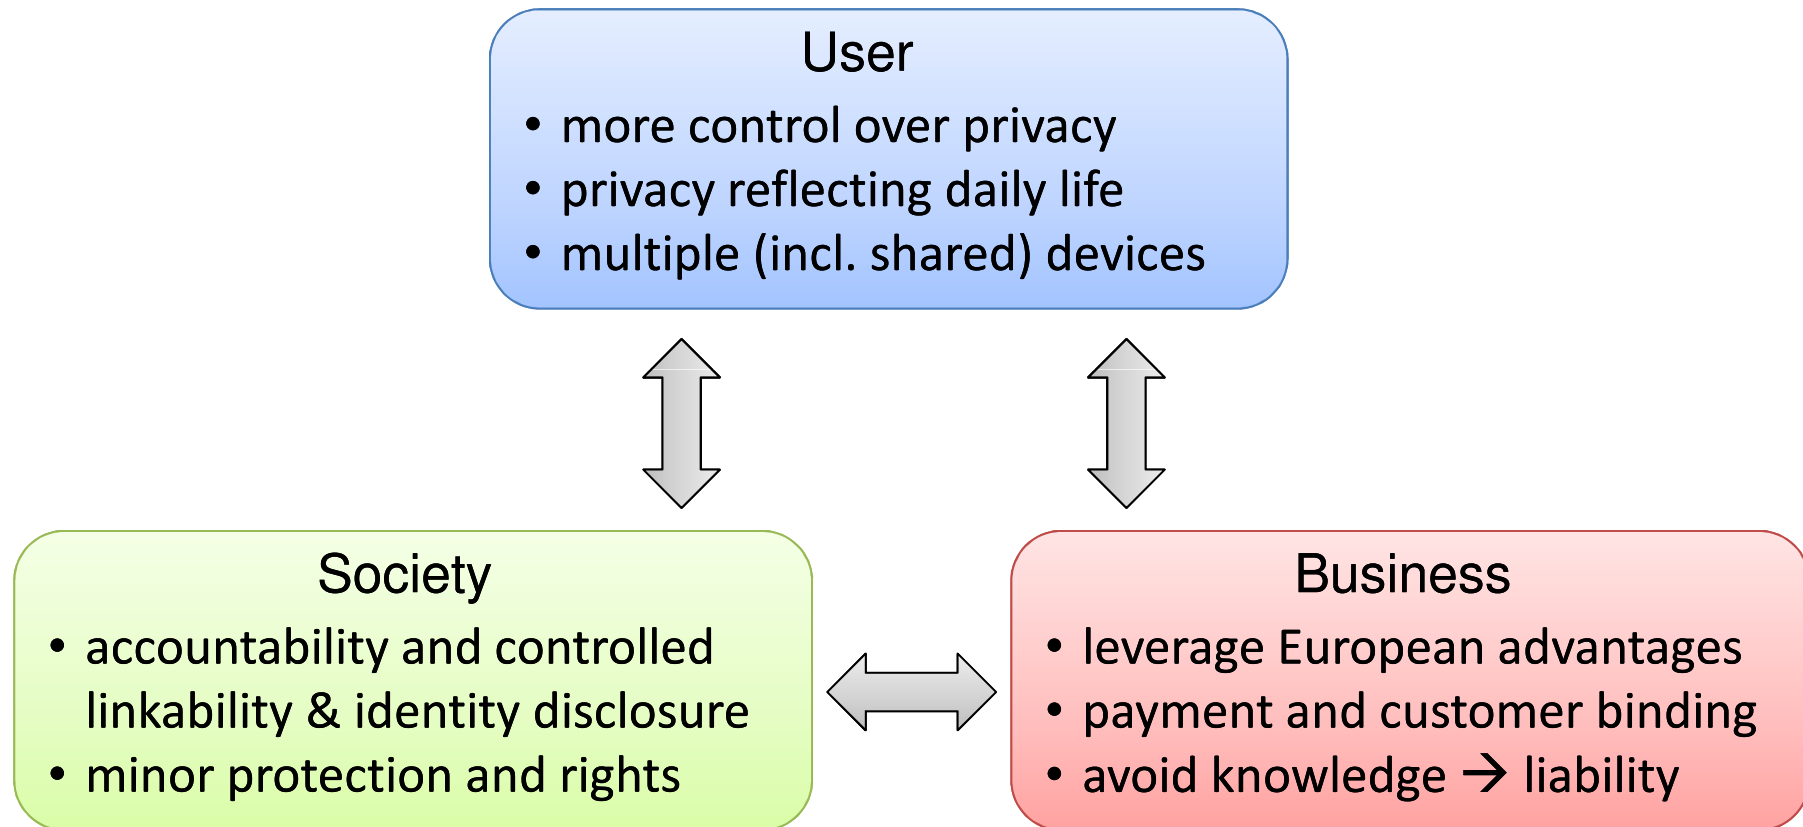 User
• more control over privacy
• privacy reflecting daily life
• multiple (incl. shared) devices
Society
• accountability and controlled
linkability & identity disclosure
• minor protection and rights
Business
• leverage European advantages
• payment and customer binding
• avoid knowledge → liability